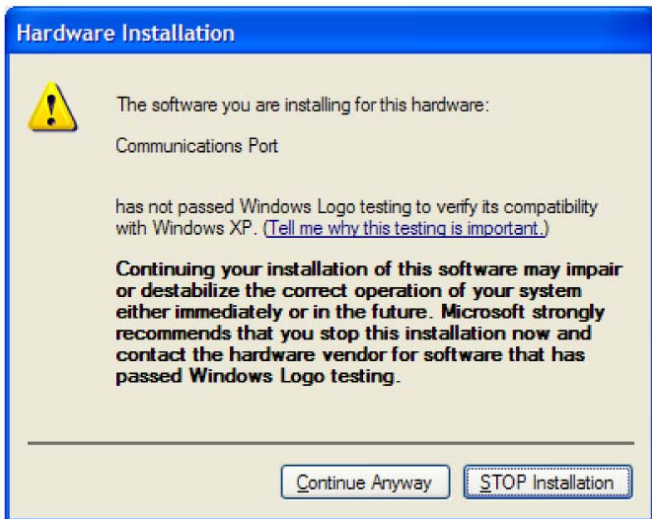 Hardware Installation
The software you are installing for this hardware:
Communications Port
has not passed Windows Logo testing to verify its compatibility
with Windows XP. (Tell me why this testing is important.)
Continuing your installation of this software may impair
or destabilize the correct operation of your system
either immediately or in the future. Microsoft strongly
recommends that you stop this installation now and
contact the hardware vendor for software that has
passed Windows Logo testing.
Continue Anyway
STOP Installation